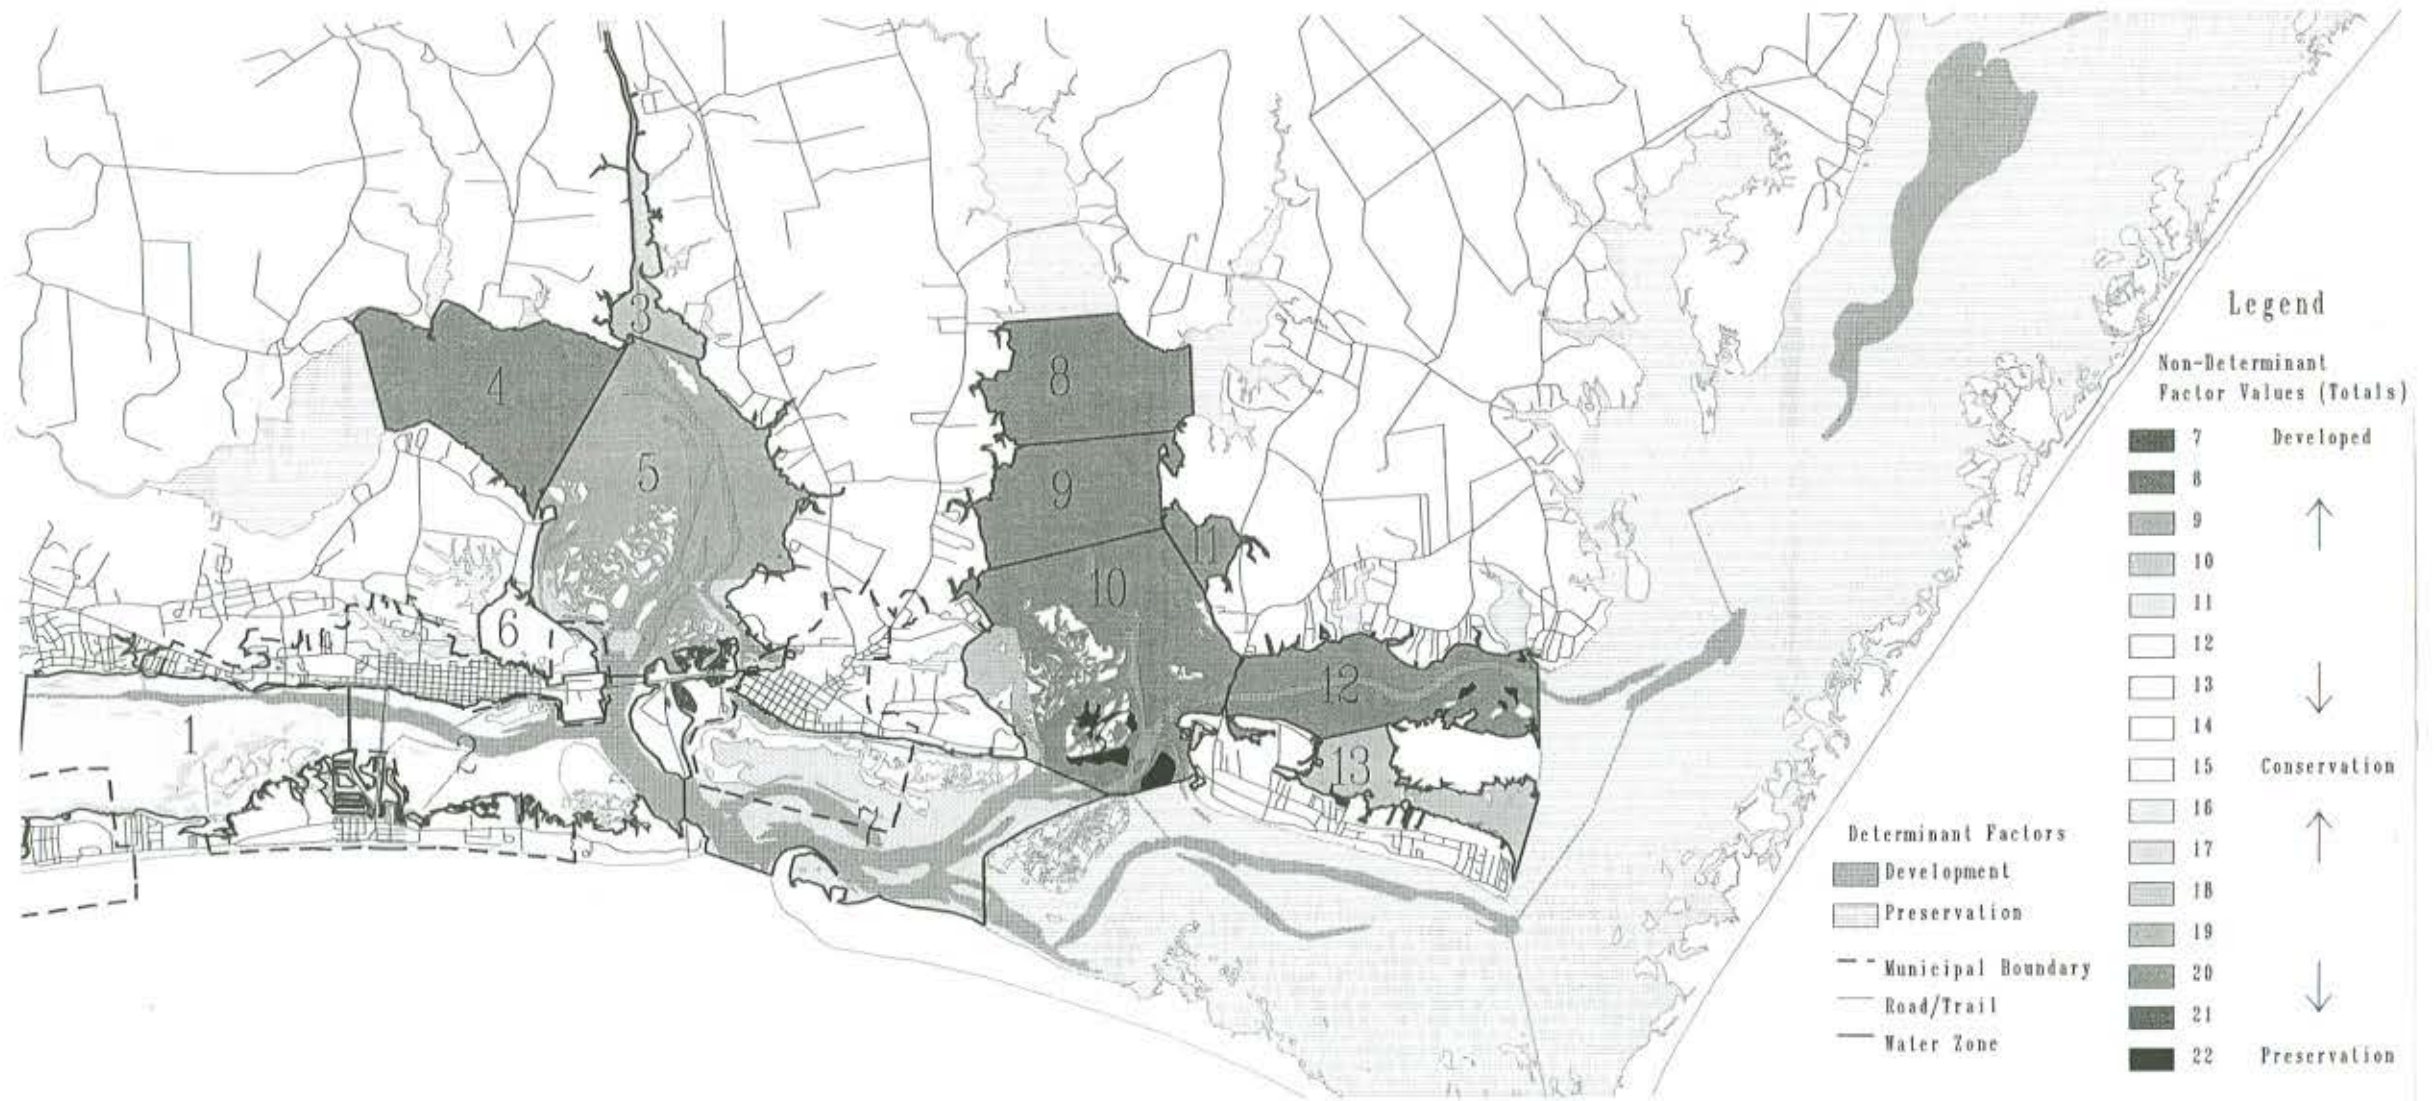 3
4
8
5
9
11
10
6
12
1
2
13
7
Legend
Non-Determinant
Factor Values (Totals)
7 Developed
8
9
10
11
12
13
14
15 Conservation
16
17
18
19
20
21
22 Preservation
Determinant Factors
Development
Preservation
Municipal Boundary
Road/Trail
Water Zone